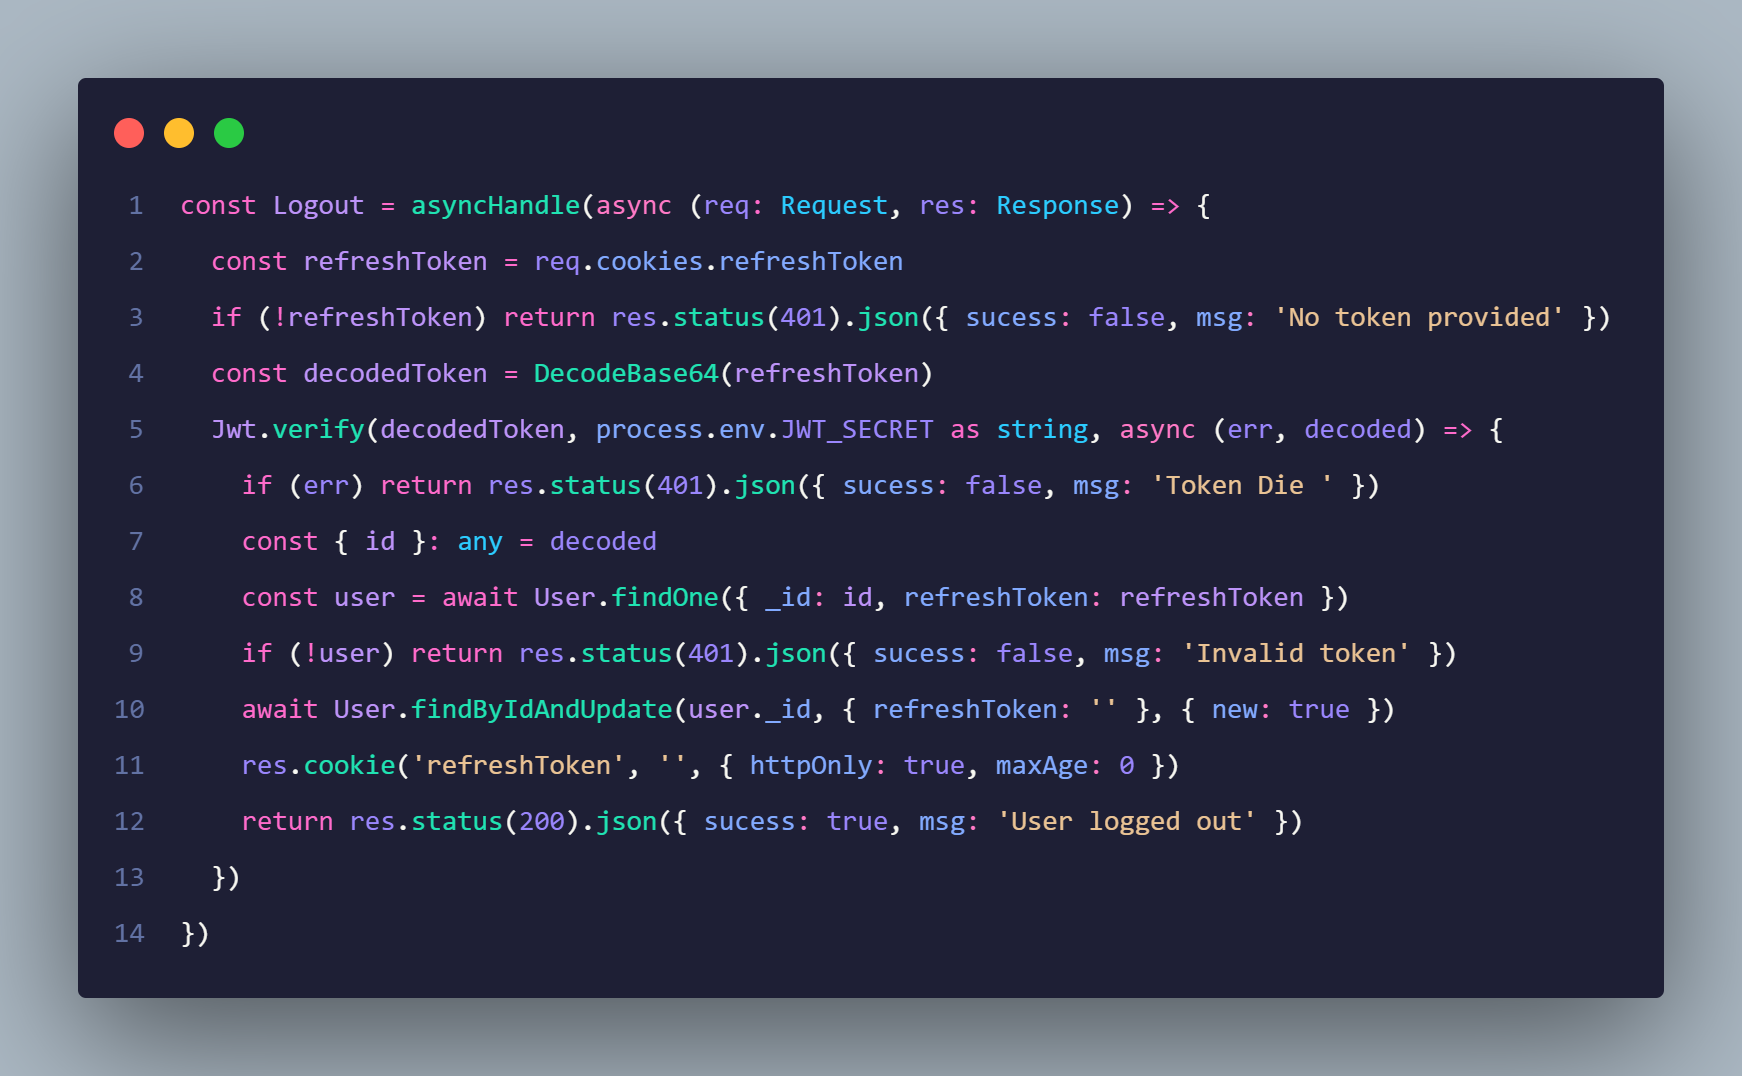 1 const Logout = asyncHandle(async (req: Request, res: Response) => {
2   const refreshToken = req.cookies.refreshToken
3   if (!refreshToken) return res.status(401).json({ sucess: false, msg: 'No token provided' })
4   const decodedToken = DecodeBase64(refreshToken)
5   Jwt.verify(decodedToken, process.env.JWT_SECRET as string, async (err, decoded) => {
6     if (err) return res.status(401).json({ sucess: false, msg: 'Token Die ' })
7     const { id }: any = decoded
8     const user = await User.findOne({ _id: id, refreshToken: refreshToken })
9     if (!user) return res.status(401).json({ sucess: false, msg: 'Invalid token' })
10     await User.findByIdAndUpdate(user._id, { refreshToken: '' }, { new: true })
11     res.cookie('refreshToken', '', { httpOnly: true, maxAge: 0 })
12     return res.status(200).json({ sucess: true, msg: 'User logged out' })
13   })
14 })